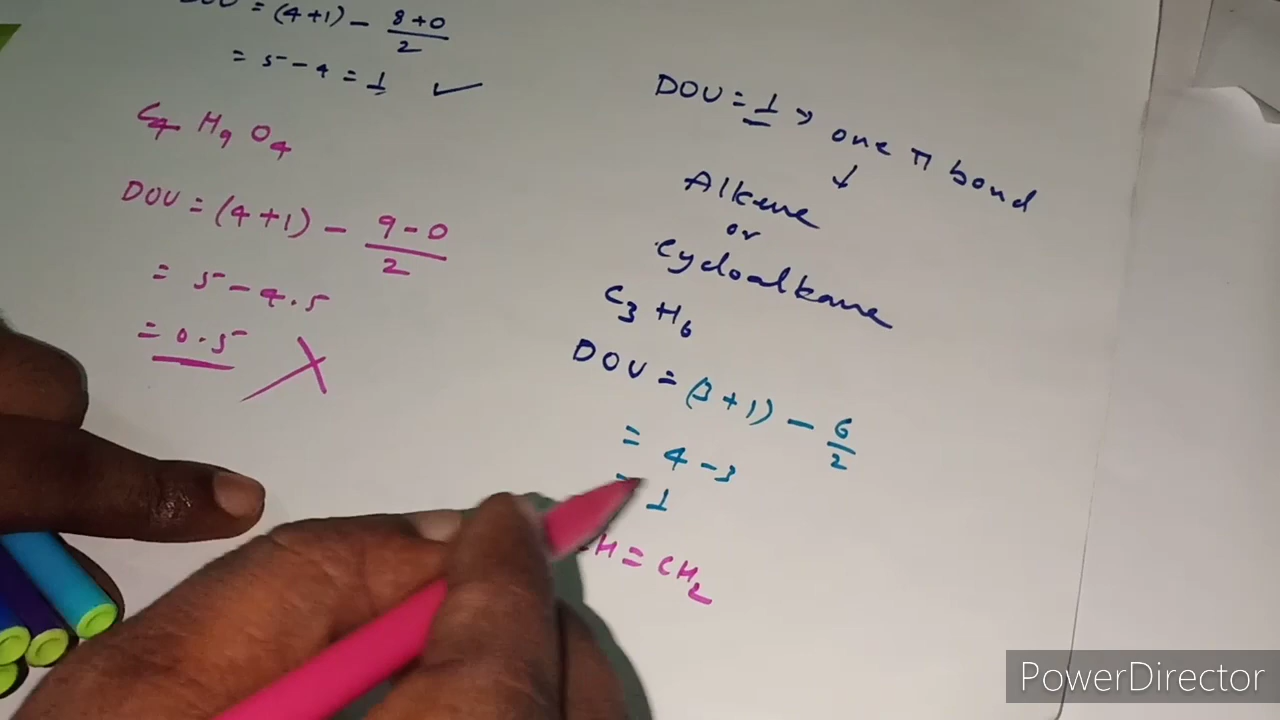 = (4+1) - 8+0/2
= 5 - 4 = 1 ✓
C4 H9 O4
DOU = (4+1) - 9-0/2
= 5 - 4.5
= 0.5 ✗
DOU = 1 → one π bond
↓
Alkene
or
Cycloalkane
C3 H6
DOU = (3+1) - 6/2
= 4 - 3
= 1
H = CH2
PowerDirector